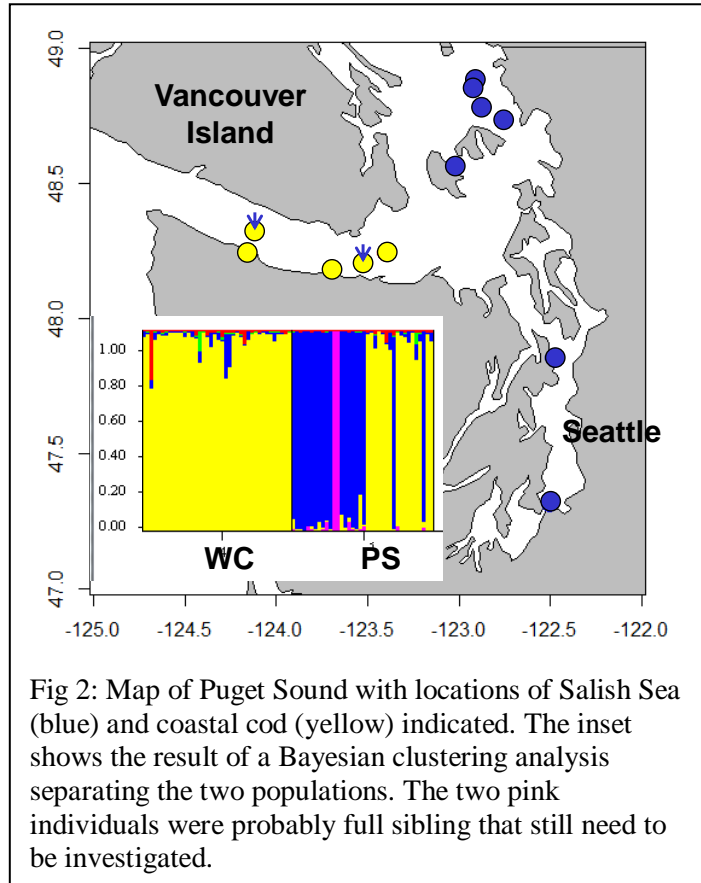 49.0
Vancouver
Island
48.5
48.0
1.00
0.80
0.60
0.40
0.20
0.00
WC
PS
Seattle
47.5
47.0
-125.0 -124.5 -124.0 -123.5 -123.0 -122.5 -122.0
Fig 2: Map of Puget Sound with locations of Salish Sea
(blue) and coastal cod (yellow) indicated. The inset
shows the result of a Bayesian clustering analysis
separating the two populations. The two pink
individuals were probably full sibling that still need to
be investigated.